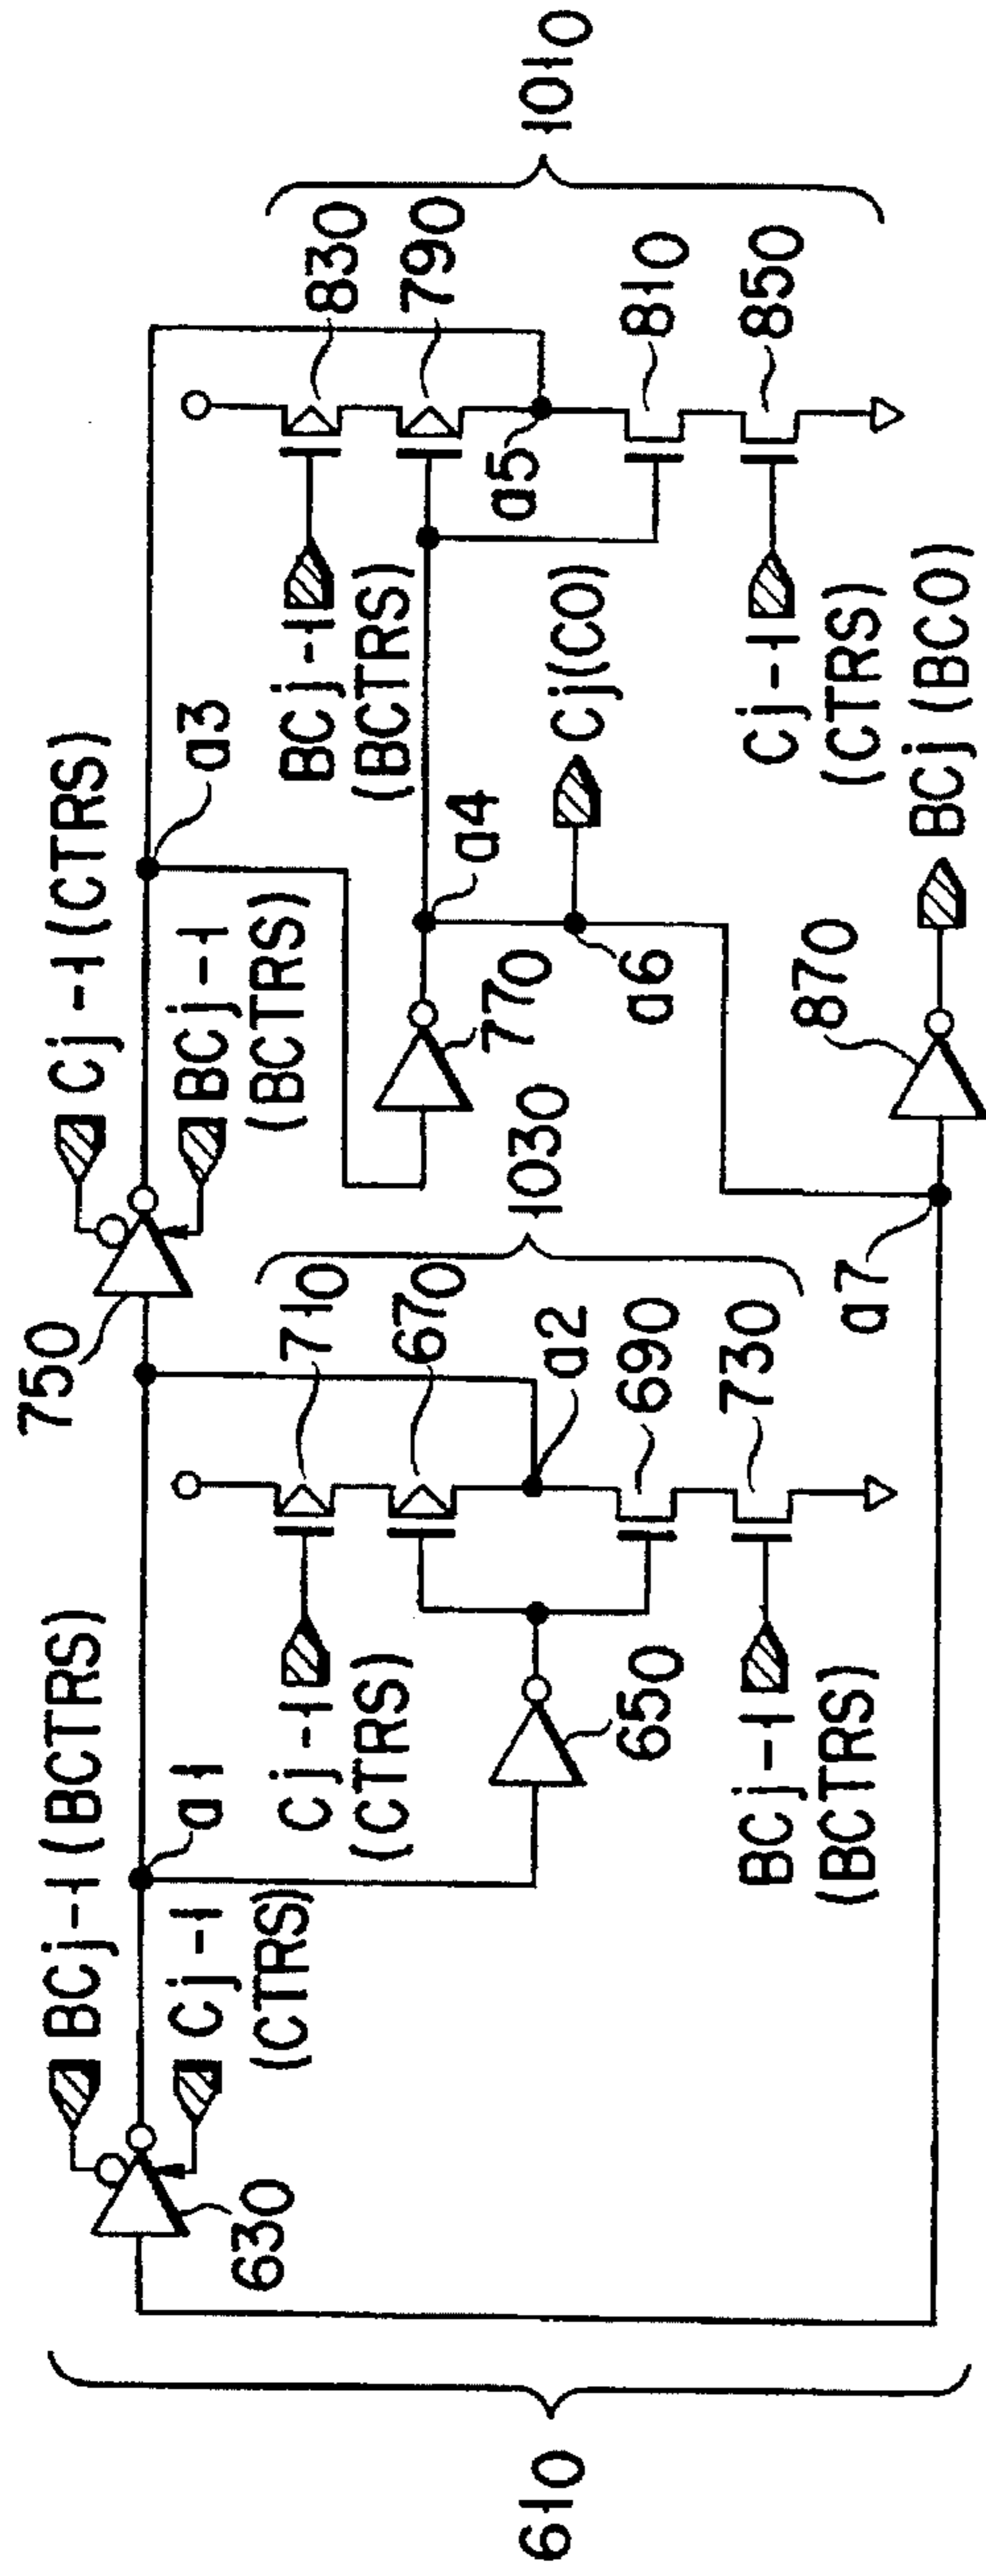 610
630
BCj-1 (BCTRS)
Cj-1
(CTRS)
a1
Cj-1
(CTRS)
650
BCj-1
(BCTRS)
710
670
a2
690
730
1030
750
Cj-1 (CTRS)
BCj-1
(BCTRS)
a3
770
a4
a6
Cj(CO)
a7
870
BCj (BCO)
BCj-1
(BCTRS)
Cj-1
(CTRS)
a5
830
790
810
850
1010